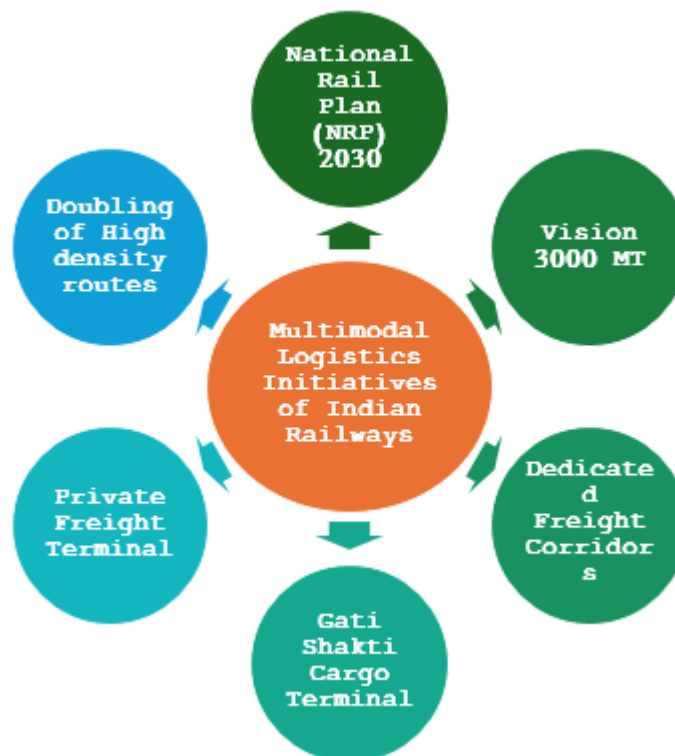 National
Rail
Plan
(NRP)
2030
Vision
3000 MT
Dedicate
d
Freight
Corridor
s
Gati
Shakti
Cargo
Terminal
Private
Freight
Terminal
Doubling
of High
density
routes
Multimodal
Logistics
Initiatives
of Indian
Railways